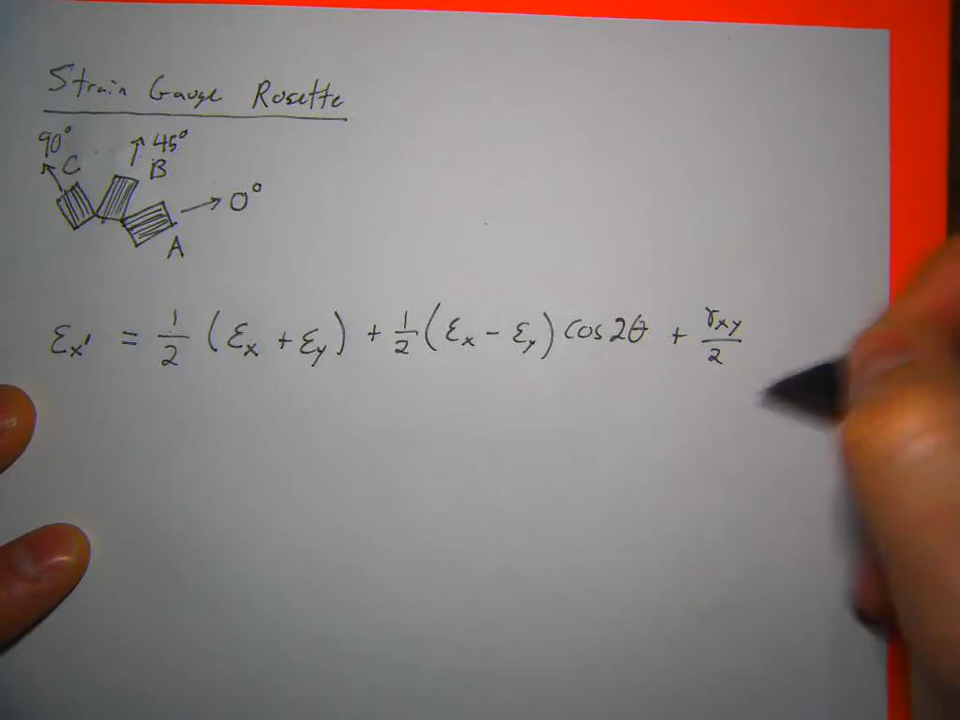 Strain Gauge Rosette
90° C
45° B
0°
A
εx' = 1/2 (εx + εy) + 1/2 (εx - εy) cos 2θ + γxy/2